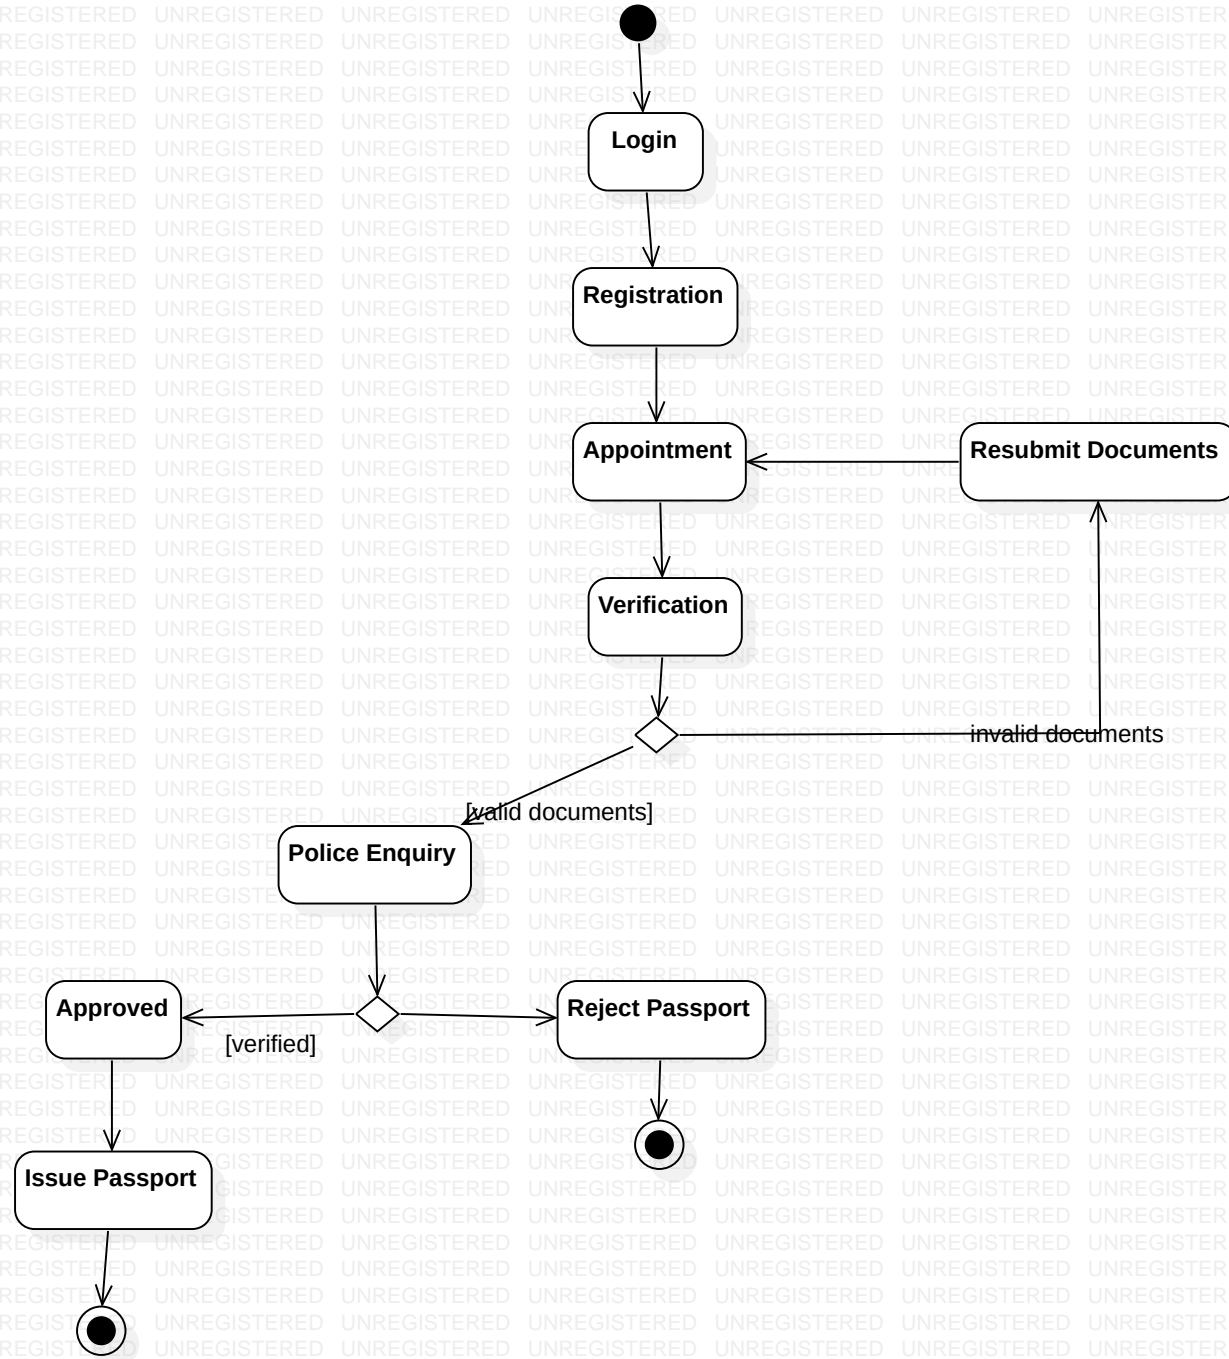 Login
Registration
Appointment
Resubmit Documents
Verification
invalid documents
[valid documents]
Police Enquiry
Approved
Reject Passport
[verified]
Issue Passport